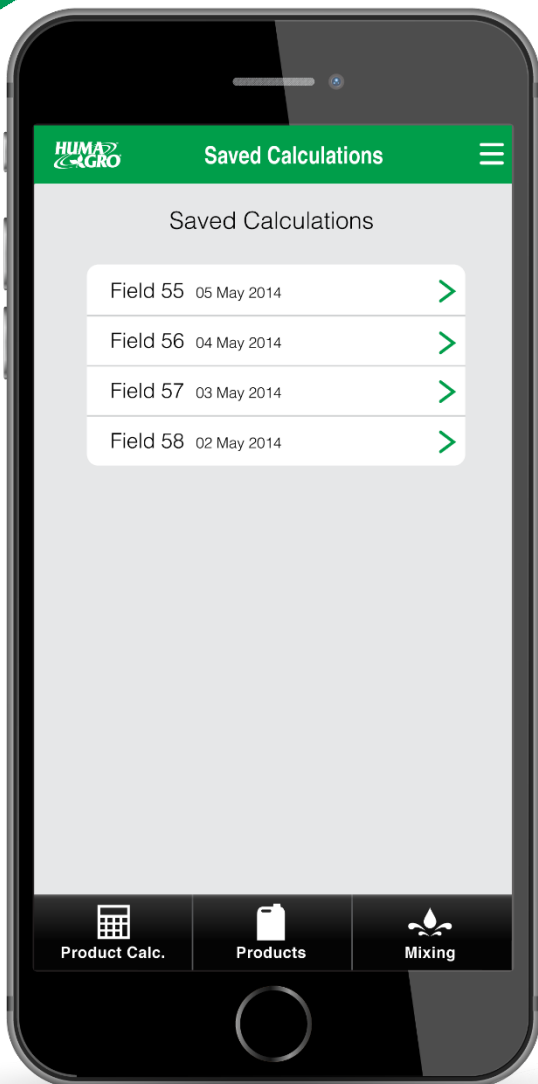 HUMA
GRO
Saved Calculations
Saved Calculations
Field 55 05 May 2014
Field 56 04 May 2014
Field 57 03 May 2014
Field 58 02 May 2014
Product Calc.
Products
Mixing